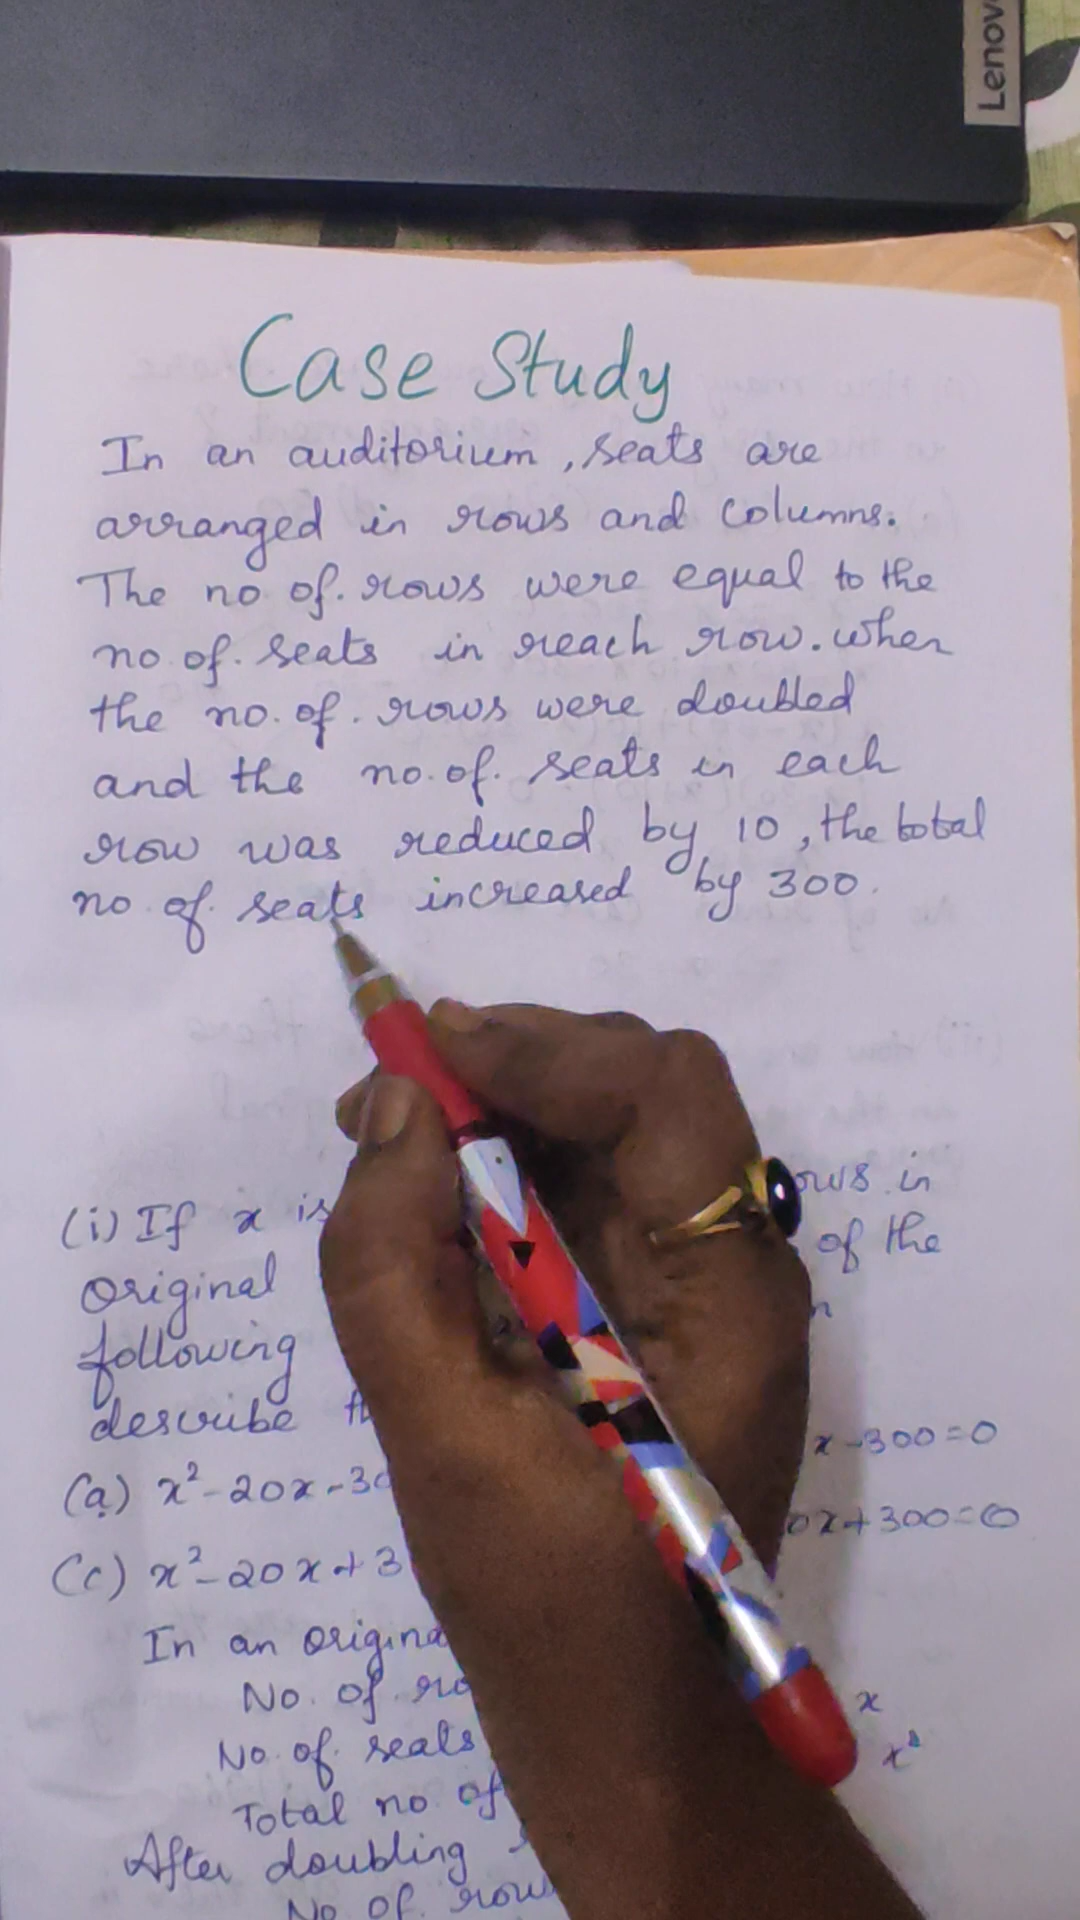 Lenov
Case Study
In an auditorium, seats are
arranged in rows and columns.
The no of. rows were equal to the
no. of. seats in reach row. when
the no. of. rows were doubled
and the no. of. seats in each
row was reduced by 10, the total
no of. seats increased by 300.
(i) If x is ows in
original of the
following n
describe th
(a) x² - 20x - 30 x - 300 = 0
(c) x² - 20x + 3 0x + 300 = 0
In an origina
No. of ro x
No. of. seats x²
Total no of
After doubling
No of. row